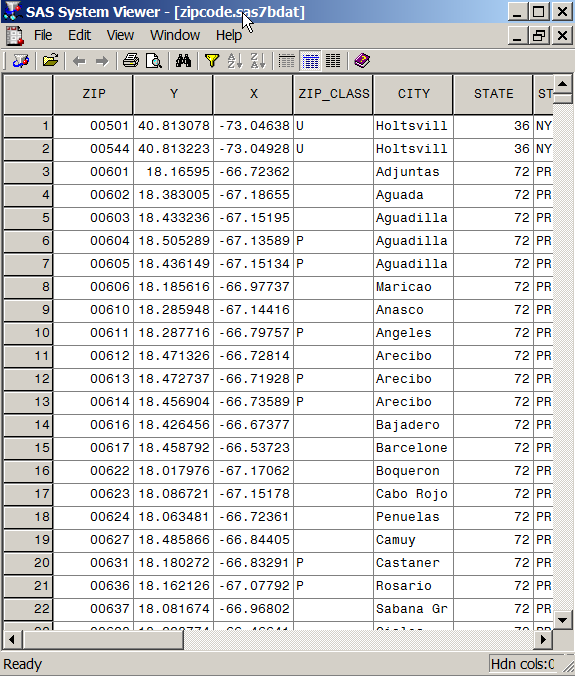 SAS System Viewer - [zipcode.sas7bdat]
File Edit View Window Help
ZIP Y X ZIP_CLASS CITY STATE ST
1 00501 40.813078 -73.04638 U Holtsvill 36 NY
2 00544 40.813223 -73.04928 U Holtsvill 36 NY
3 00601 18.16595 -66.72362 Adjuntas 72 PR
4 00602 18.383005 -67.18655 Aguada 72 PR
5 00603 18.433236 -67.15195 Aguadilla 72 PR
6 00604 18.505289 -67.13589 P Aguadilla 72 PR
7 00605 18.436149 -67.15134 P Aguadilla 72 PR
8 00606 18.185616 -66.97737 Maricao 72 PR
9 00610 18.285948 -67.14416 Anasco 72 PR
10 00611 18.287716 -66.79757 P Angeles 72 PR
11 00612 18.471326 -66.72814 Arecibo 72 PR
12 00613 18.472737 -66.71928 P Arecibo 72 PR
13 00614 18.456904 -66.73589 P Arecibo 72 PR
14 00616 18.426456 -66.67377 Bajadero 72 PR
15 00617 18.458792 -66.53723 Barcelone 72 PR
16 00622 18.017976 -67.17062 Boqueron 72 PR
17 00623 18.086721 -67.15178 Cabo Rojo 72 PR
18 00624 18.063481 -66.72361 Penuelas 72 PR
19 00627 18.485866 -66.84405 Camuy 72 PR
20 00631 18.180272 -66.83291 P Castaner 72 PR
21 00636 18.162126 -67.07792 P Rosario 72 PR
22 00637 18.081674 -66.96802 Sabana Gr 72 PR
Ready Hdn cols:0